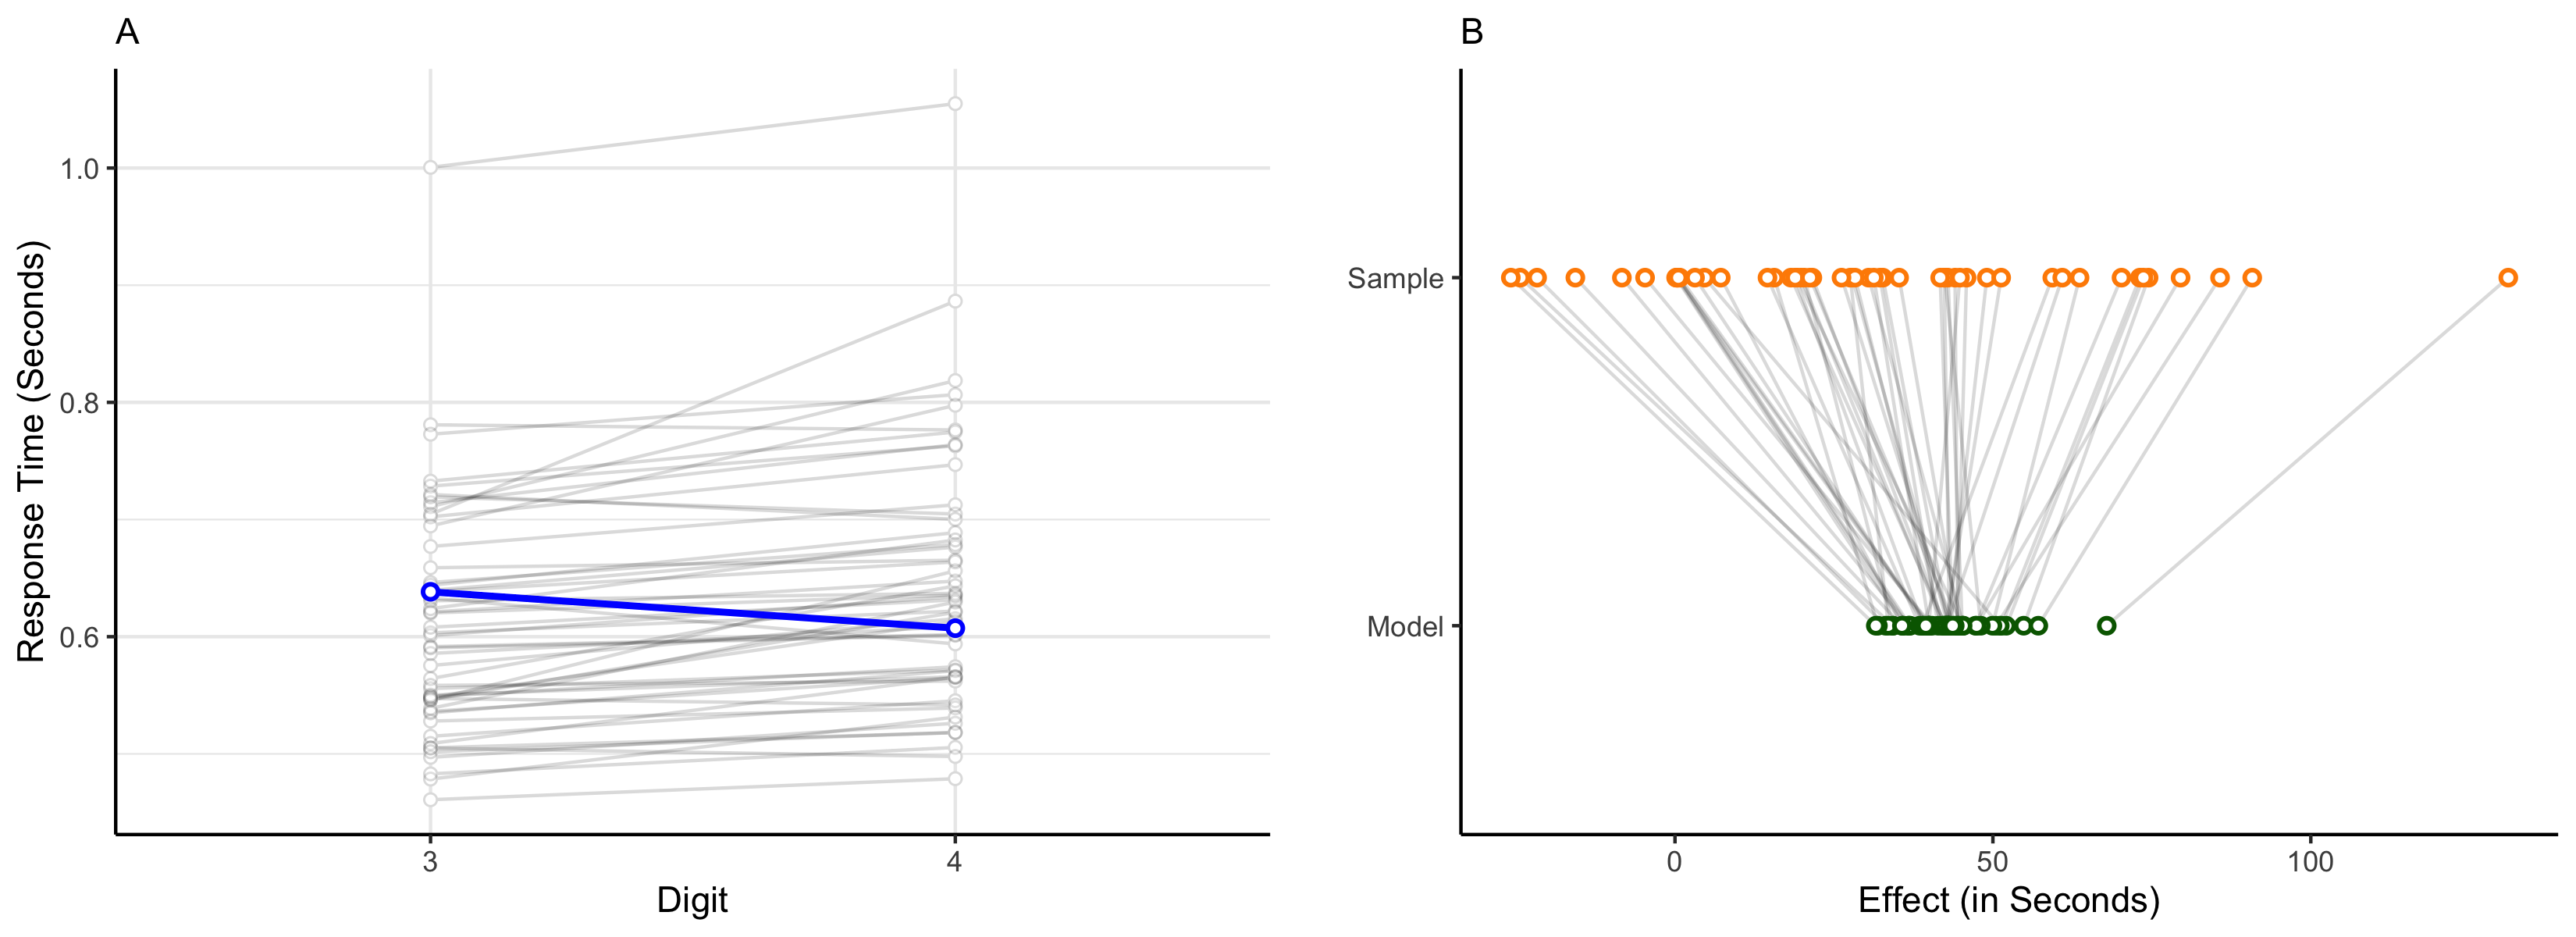 A
Response Time (Seconds)
1.0
0.8
0.6
3
4
Digit
B
Sample
Model
0
50
100
Effect (in Seconds)